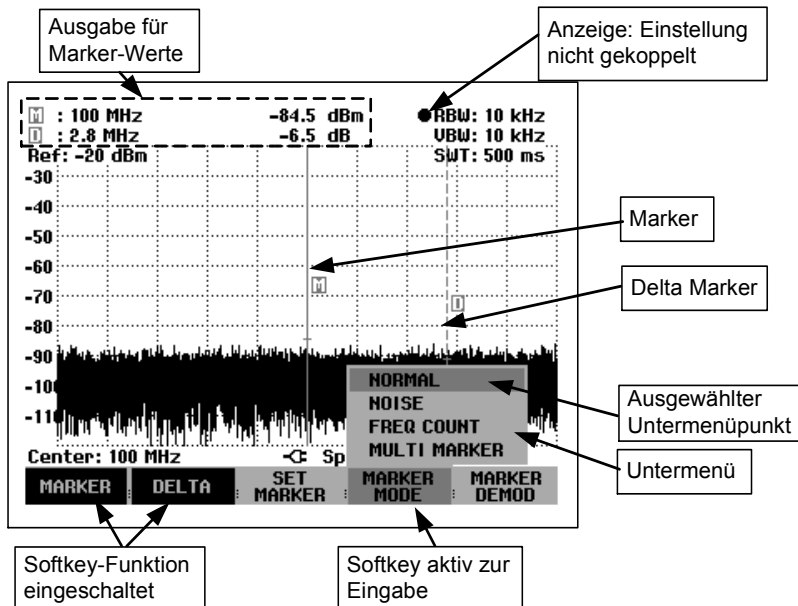 Ausgabe für
Marker-Werte
Anzeige: Einstellung
nicht gekoppelt
M : 100 MHz -84.5 dBm RBW: 10 kHz
D : 2.8 MHz -6.5 dB VBW: 10 kHz
Ref: -20 dBm SWT: 500 ms
-30
-40
-50
-60
-70
-80
-90
-100
-110
M
D
Marker
Delta Marker
NORMAL
NOISE
FREQ COUNT
MULTI MARKER
Ausgewählter
Untermenüpunkt
Untermenü
Center: 100 MHz Sp
MARKER DELTA SET MARKER MARKER MODE MARKER DEMOD
Softkey-Funktion
eingeschaltet
Softkey aktiv zur
Eingabe